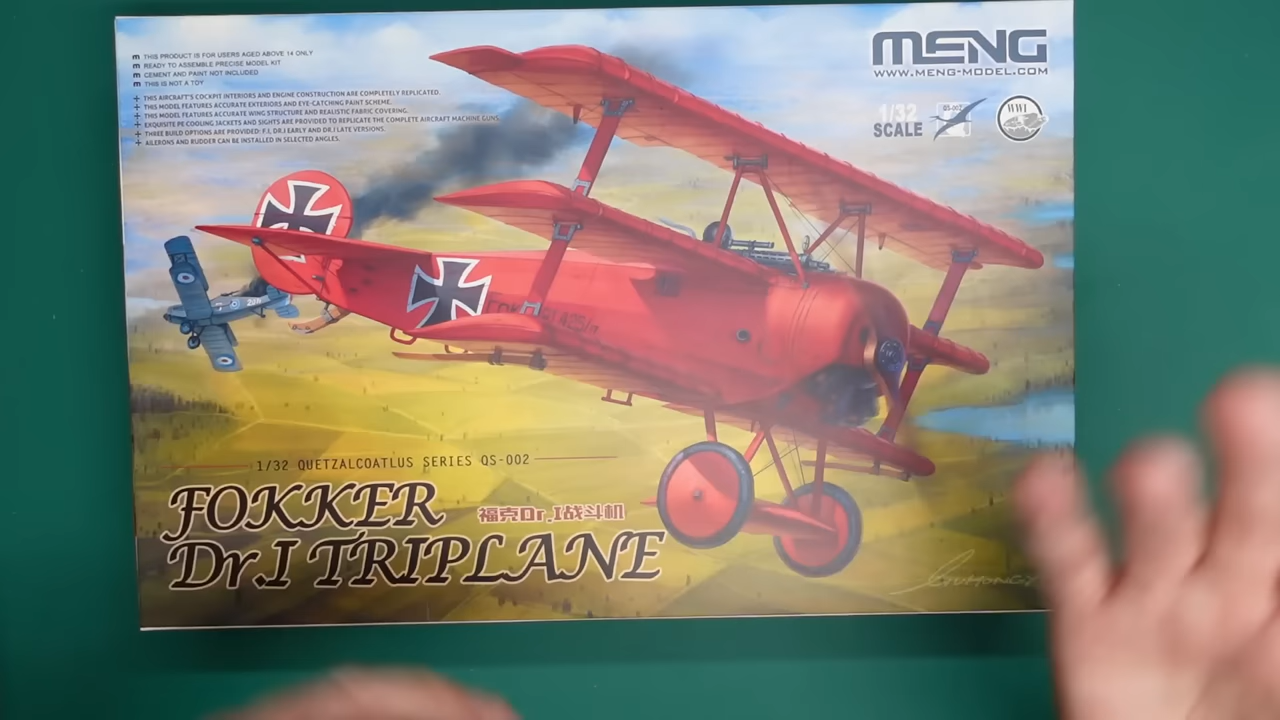 m THIS PRODUCT IS FOR USERS AGED ABOVE 14 ONLY
m READY TO ASSEMBLE PRECISE MODEL KIT
m CEMENT AND PAINT NOT INCLUDED
m THIS IS NOT A TOY
+ THIS AIRCRAFT'S COCKPIT INTERIORS AND ENGINE CONSTRUCTION ARE COMPLETELY REPLICATED.
+ THIS MODEL FEATURES ACCURATE EXTERIORS AND EYE-CATCHING PAINT SCHEME.
+ THIS MODEL FEATURES ACCURATE WING STRUCTURE AND REALISTIC FABRIC COVERING.
+ EXQUISITE PE COOLING JACKETS AND SIGHTS ARE PROVIDED TO REPLICATE THE COMPLETE AIRCRAFT MACHINE GUNS.
+ THREE BUILD OPTIONS ARE PROVIDED: F.I, DR.I EARLY AND DR.I LATE VERSIONS.
+ AILERONS AND RUDDER CAN BE INSTALLED IN SELECTED ANGLES.
MENG
WWW.MENG-MODEL.COM
1/32
SCALE
QS-002
WWI
1/32 QUETZALCOATLUS SERIES QS-002
FOKKER
福克Dr.I战斗机
Dr.I TRIPLANE